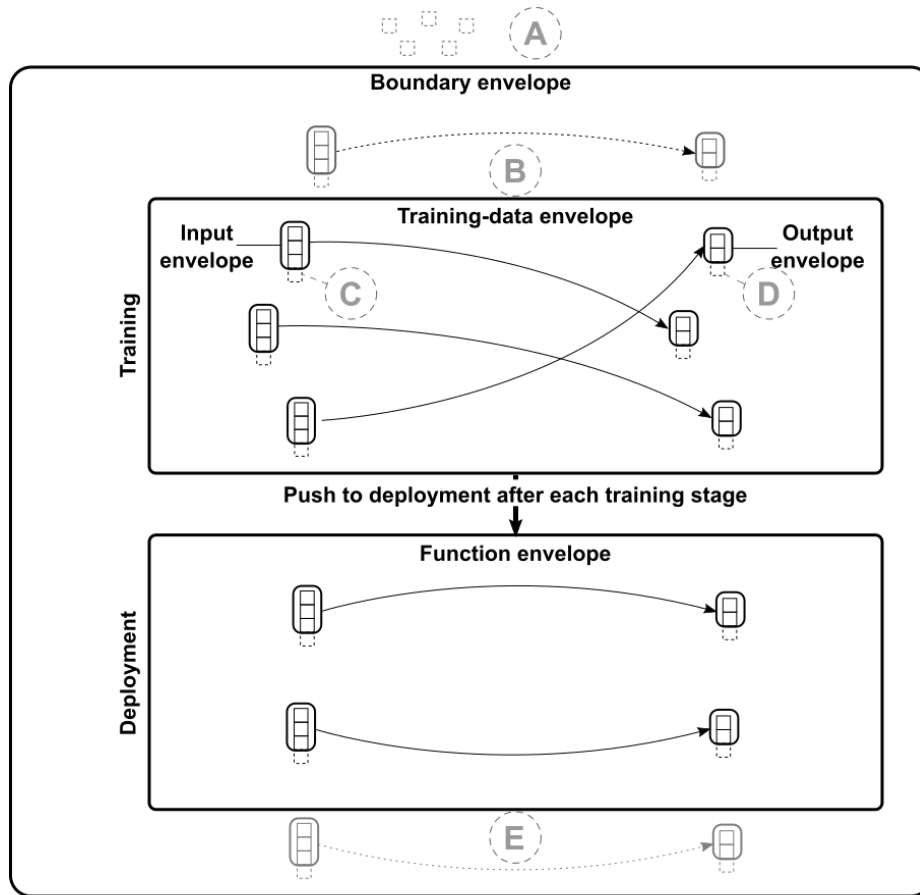 A
Boundary envelope
B
Training-data envelope
Input
envelope
Output
envelope
C
D
Training
Push to deployment after each training stage
Function envelope
Deployment
E